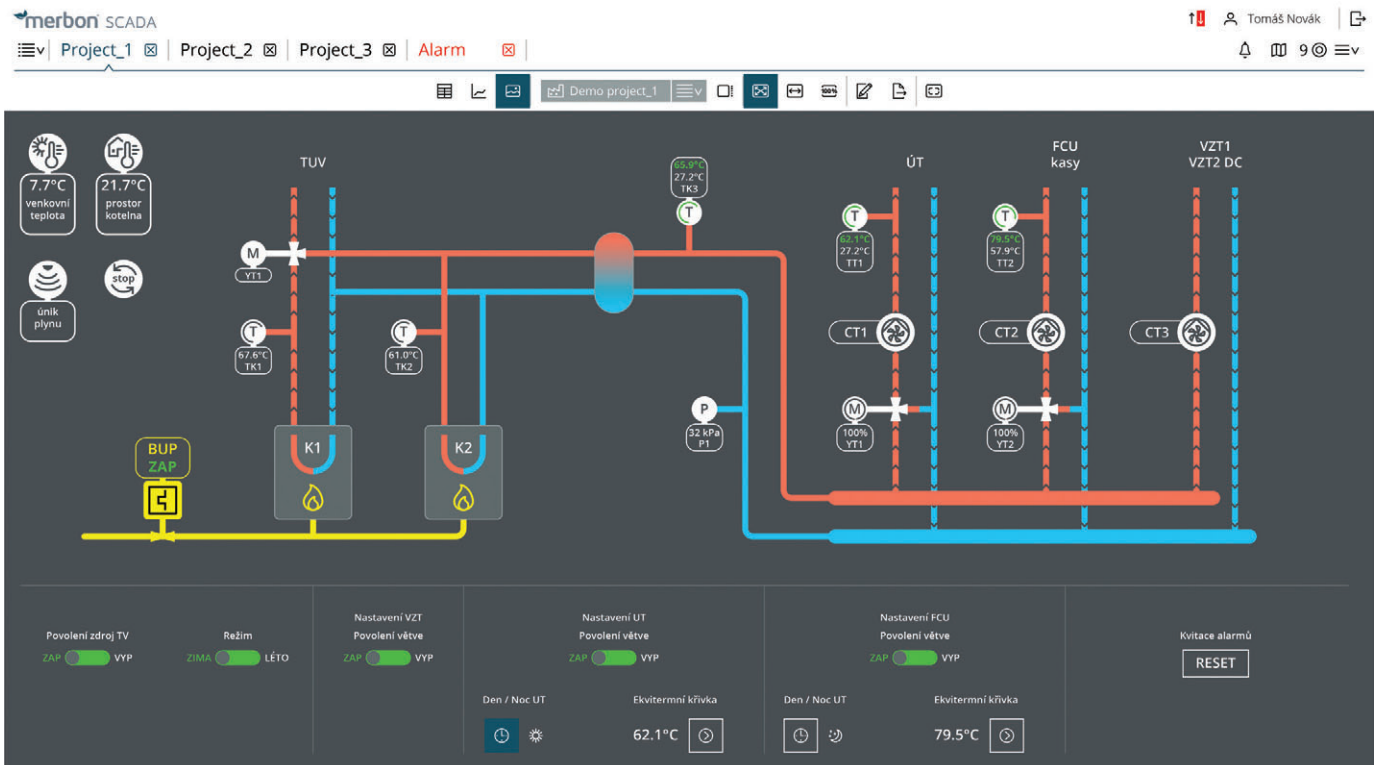 merbon SCADA
Tomáš Novák
Project_1
Project_2
Project_3
Alarm
9
Demo project_1
100%
7.7°C
venkovní
teplota
21.7°C
prostor
kotelna
únik
plynu
stop
TUV
M
YT1
T
67.6°C
TK1
T
61.0°C
TK2
65.9°C
27.2°C
TK3
T
ÚT
FCU
kasy
VZT1
VZT2 DC
T
62.1°C
27.2°C
TT1
T
79.5°C
57.9°C
TT2
CT1
CT2
CT3
P
32 kPa
P1
M
100%
YT1
M
100%
YT2
BUP
ZAP
K1
K2
Povolení zdroj TV
ZAP VYP
Režim
ZIMA LÉTO
Nastavení VZT
Povolení větve
ZAP VYP
Nastavení UT
Povolení větve
ZAP VYP
Den / Noc UT
Ekvitermní křivka
62.1°C
Nastavení FCU
Povolení větve
ZAP VYP
Den / Noc UT
Ekvitermní křivka
79.5°C
Kvitace alarmů
RESET